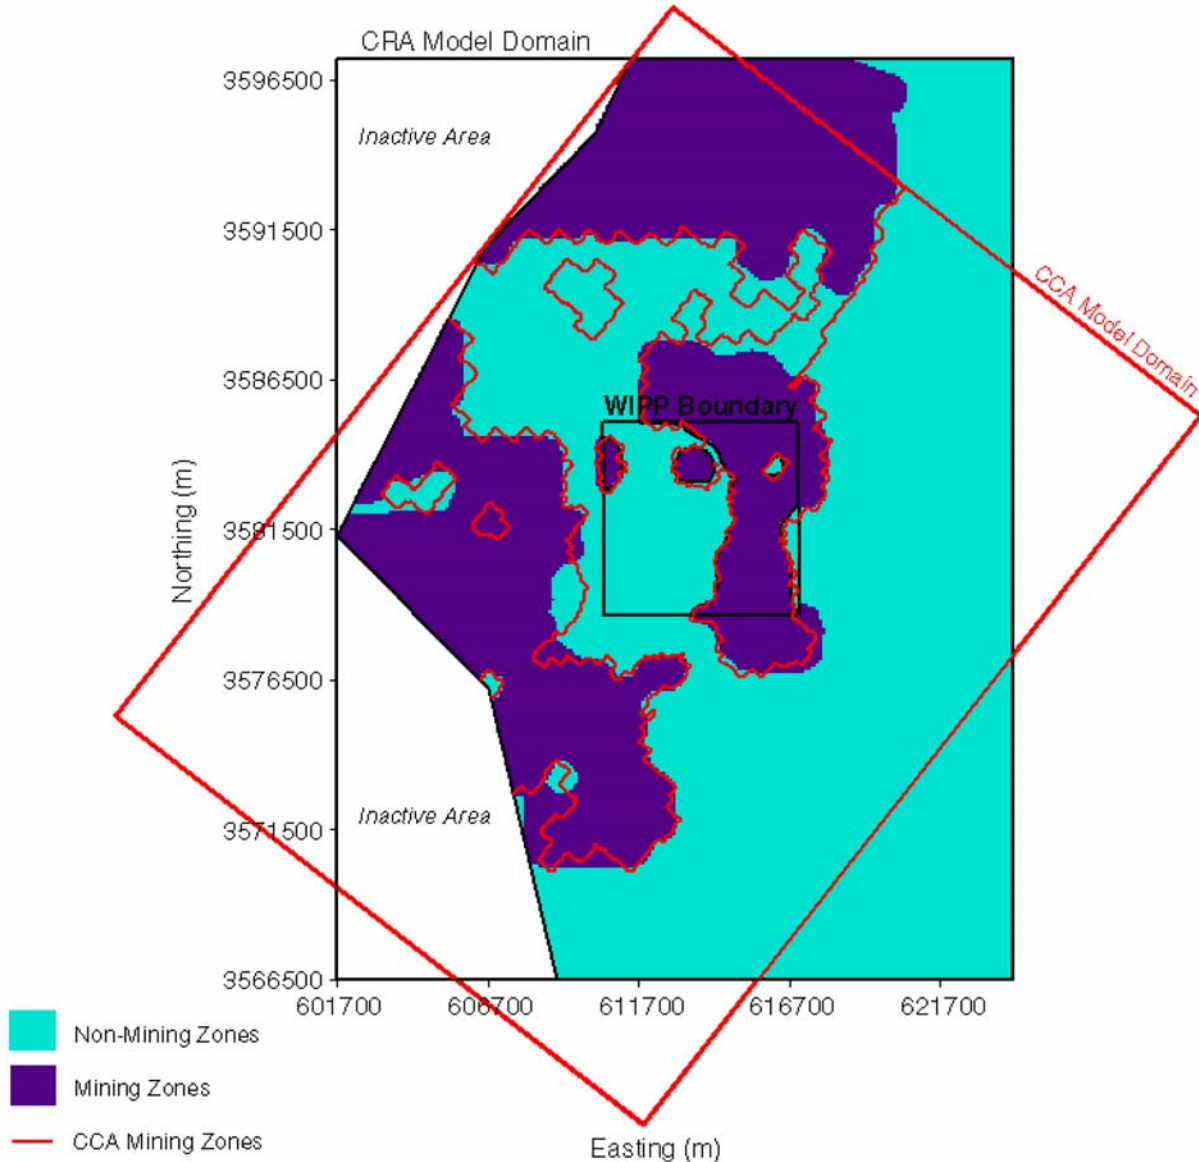 CRA Model Domain
3596500
Inactive Area
3591500
CCA Model Domain
3586500
WIPP Boundary
Northing (m)
3581500
3576500
Inactive Area
3571500
3566500
601700 606700 611700 616700 621700
Non-Mining Zones
Mining Zones
CCA Mining Zones
Easting (m)